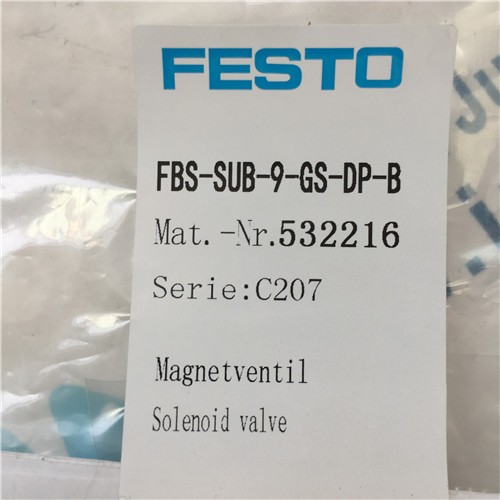 FESTO
FBS-SUB-9-GS-DP-B
Mat.-Nr.532216
Serie:C207
Magnetventil
Solenoid valve